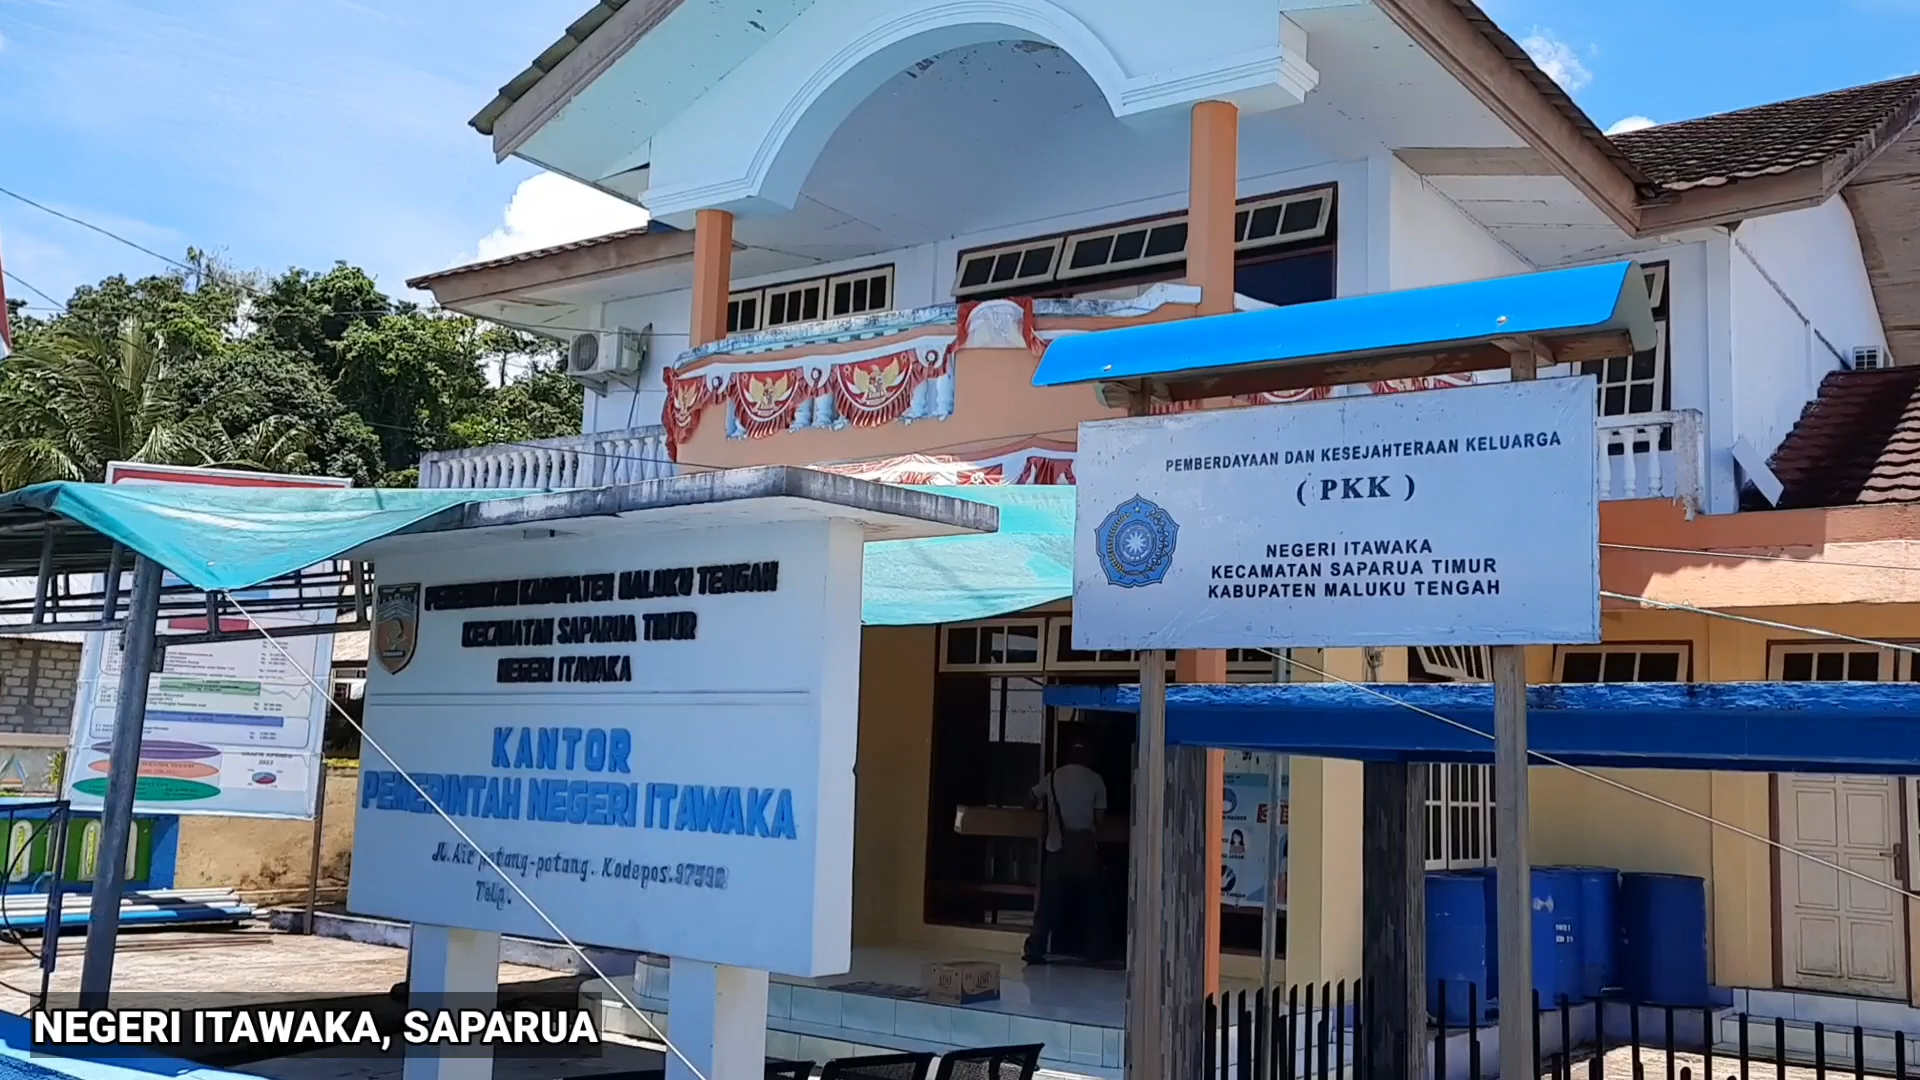 PEMBERDAYAAN DAN KESEJAHTERAAN KELUARGA
( PKK )
NEGERI ITAWAKA
KECAMATAN SAPARUA TIMUR
KABUPATEN MALUKU TENGAH
PEMERINTAH KABUPATEN MALUKU TENGAH
KECAMATAN SAPARUA TIMUR
NEGERI ITAWAKA
KANTOR
PEMERINTAH NEGERI ITAWAKA
JL. Air potang-potang. Kodepos.97592
Telp.
NEGERI ITAWAKA, SAPARUA